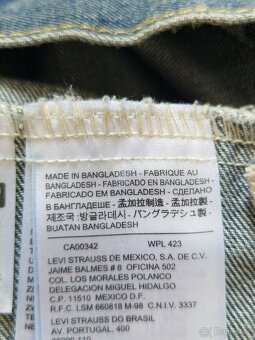 MADE IN BANGLADESH - FABRIQUE AU
BANGLADESH - FABRICADO EN BANGLADESH -
FABRICADO EM BANGLADESH - СДЕЛАНО
В БАНГЛАДЕШЕ - 孟加拉制造 - 孟加拉製造 -
제조국: 방글라데시 - バングラデシュ製 -
BUATAN BANGLADESH
CA00342 WPL 423
LEVI STRAUSS DE MEXICO, S.A. DE C.V.
JAIME BALMES # 8 OFICINA 502
COL. LOS MORALES POLANCO
DELEGACION MIGUEL HIDALGO
C.P. 11510 MEXICO D.F.
R.F.C. LSM 660818 M-98 C.N.I.V. 3337
LEVI STRAUSS DO BRASIL
AV. PORTUGAL, 400